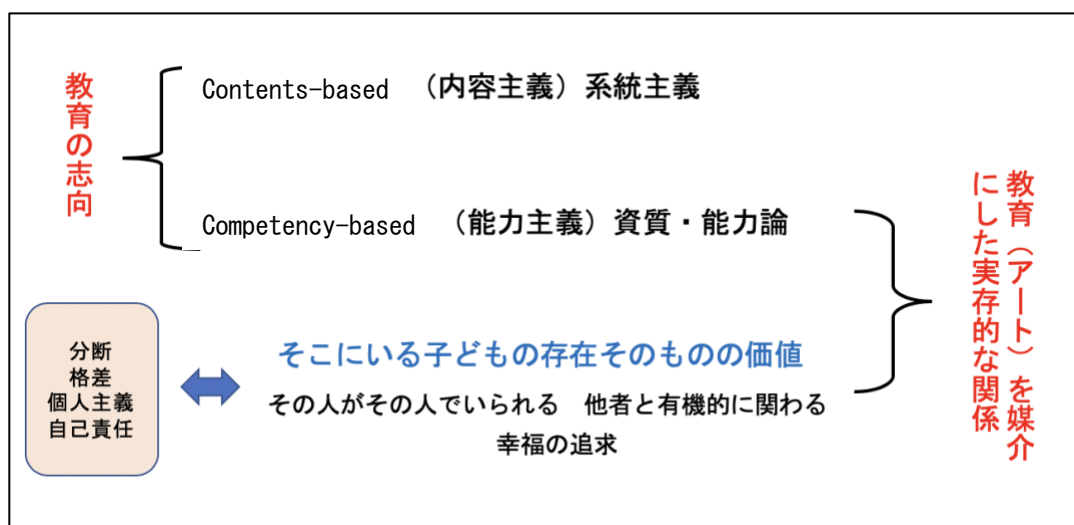 教育の志向
Contents-based （内容主義）系統主義
Competency-based （能力主義）資質・能力論
分断
格差
個人主義
自己責任
そこにいる子どもの存在そのものの価値
その人がその人でいられる　他者と有機的に関わる
幸福の追求
教育（アート）を媒介
にした実存的な関係